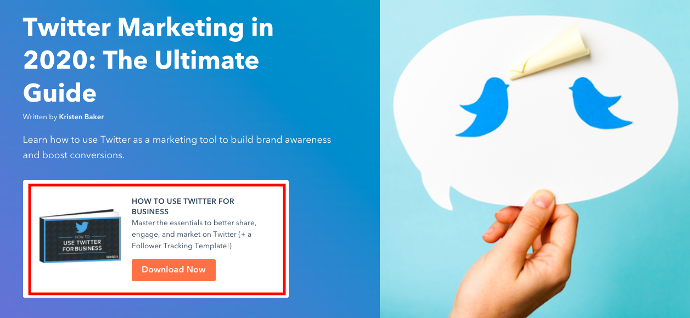 Twitter Marketing in
2020: The Ultimate
Guide
Written by Kristen Baker
Learn how to use Twitter as a marketing tool to build brand awareness
and boost conversions.
HOW TO USE TWITTER FOR
BUSINESS
Master the essentials to better share,
engage, and market on Twitter (+ a
Follower Tracking Template!)
Download Now
HOW TO
USE TWITTER
FOR BUSINESS